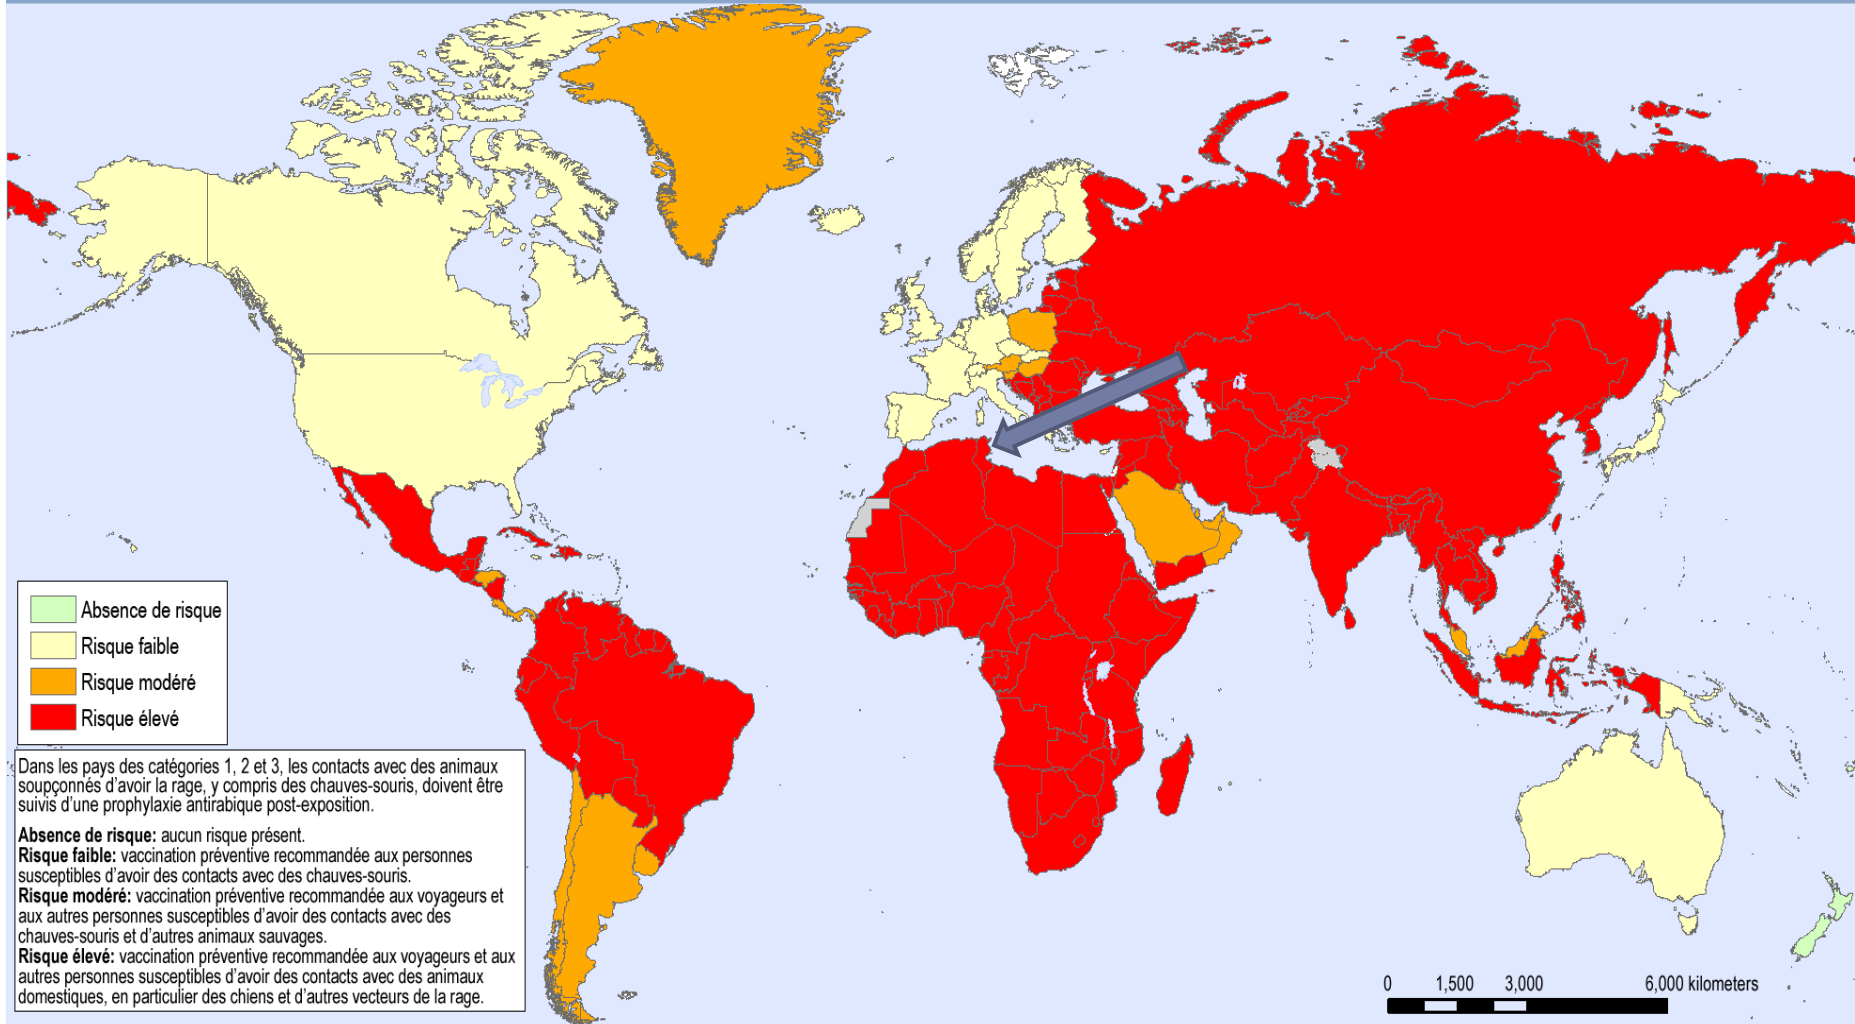 Absence de risque
Risque faible
Risque modéré
Risque élevé
Dans les pays des catégories 1, 2 et 3, les contacts avec des animaux
soupçonnés d’avoir la rage, y compris des chauves-souris, doivent être
suivis d’une prophylaxie antirabique post-exposition.
Absence de risque: aucun risque présent.
Risque faible: vaccination préventive recommandée aux personnes
susceptibles d’avoir des contacts avec des chauves-souris.
Risque modéré: vaccination préventive recommandée aux voyageurs et
aux autres personnes susceptibles d’avoir des contacts avec des
chauves-souris et d’autres animaux sauvages.
Risque élevé: vaccination préventive recommandée aux voyageurs et aux
autres personnes susceptibles d’avoir des contacts avec des animaux
domestiques, en particulier des chiens et d’autres vecteurs de la rage.
0 1,500 3,000 6,000 kilometers